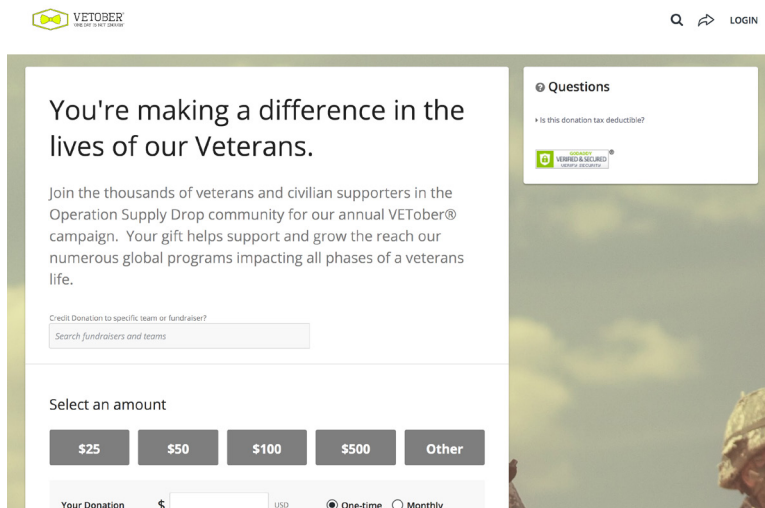 VETOBER®
ONE DAY IS NOT ENOUGH
LOGIN
You're making a difference in the
lives of our Veterans.
Join the thousands of veterans and civilian supporters in the
Operation Supply Drop community for our annual VETober®
campaign.  Your gift helps support and grow the reach our
numerous global programs impacting all phases of a veterans
life.
Credit Donation to specific team or fundraiser?
Search fundraisers and teams
Select an amount
$25
$50
$100
$500
Other
Your Donation
$
USD
One-time
Monthly
Questions
Is this donation tax deductible?
GODADDY
VERIFIED & SECURED
VERIFY SECURITY
®